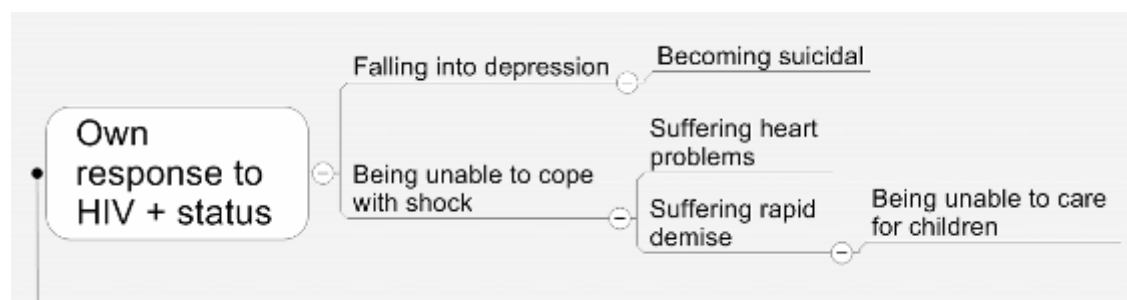 Own
response to
HIV + status
Falling into depression
Becoming suicidal
Being unable to cope
with shock
Suffering heart
problems
Suffering rapid
demise
Being unable to care
for children